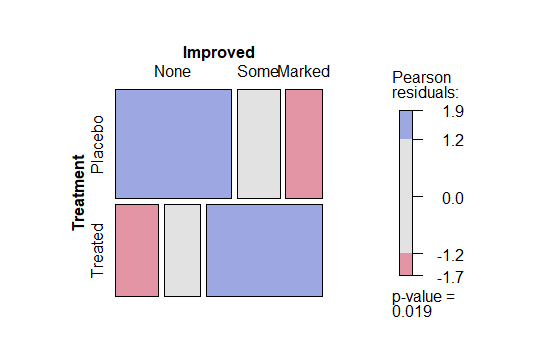 Improved
None Some Marked
Treatment
Placebo
Treated
Pearson
residuals:
1.9
1.2
0.0
-1.2
-1.7
p-value =
0.019